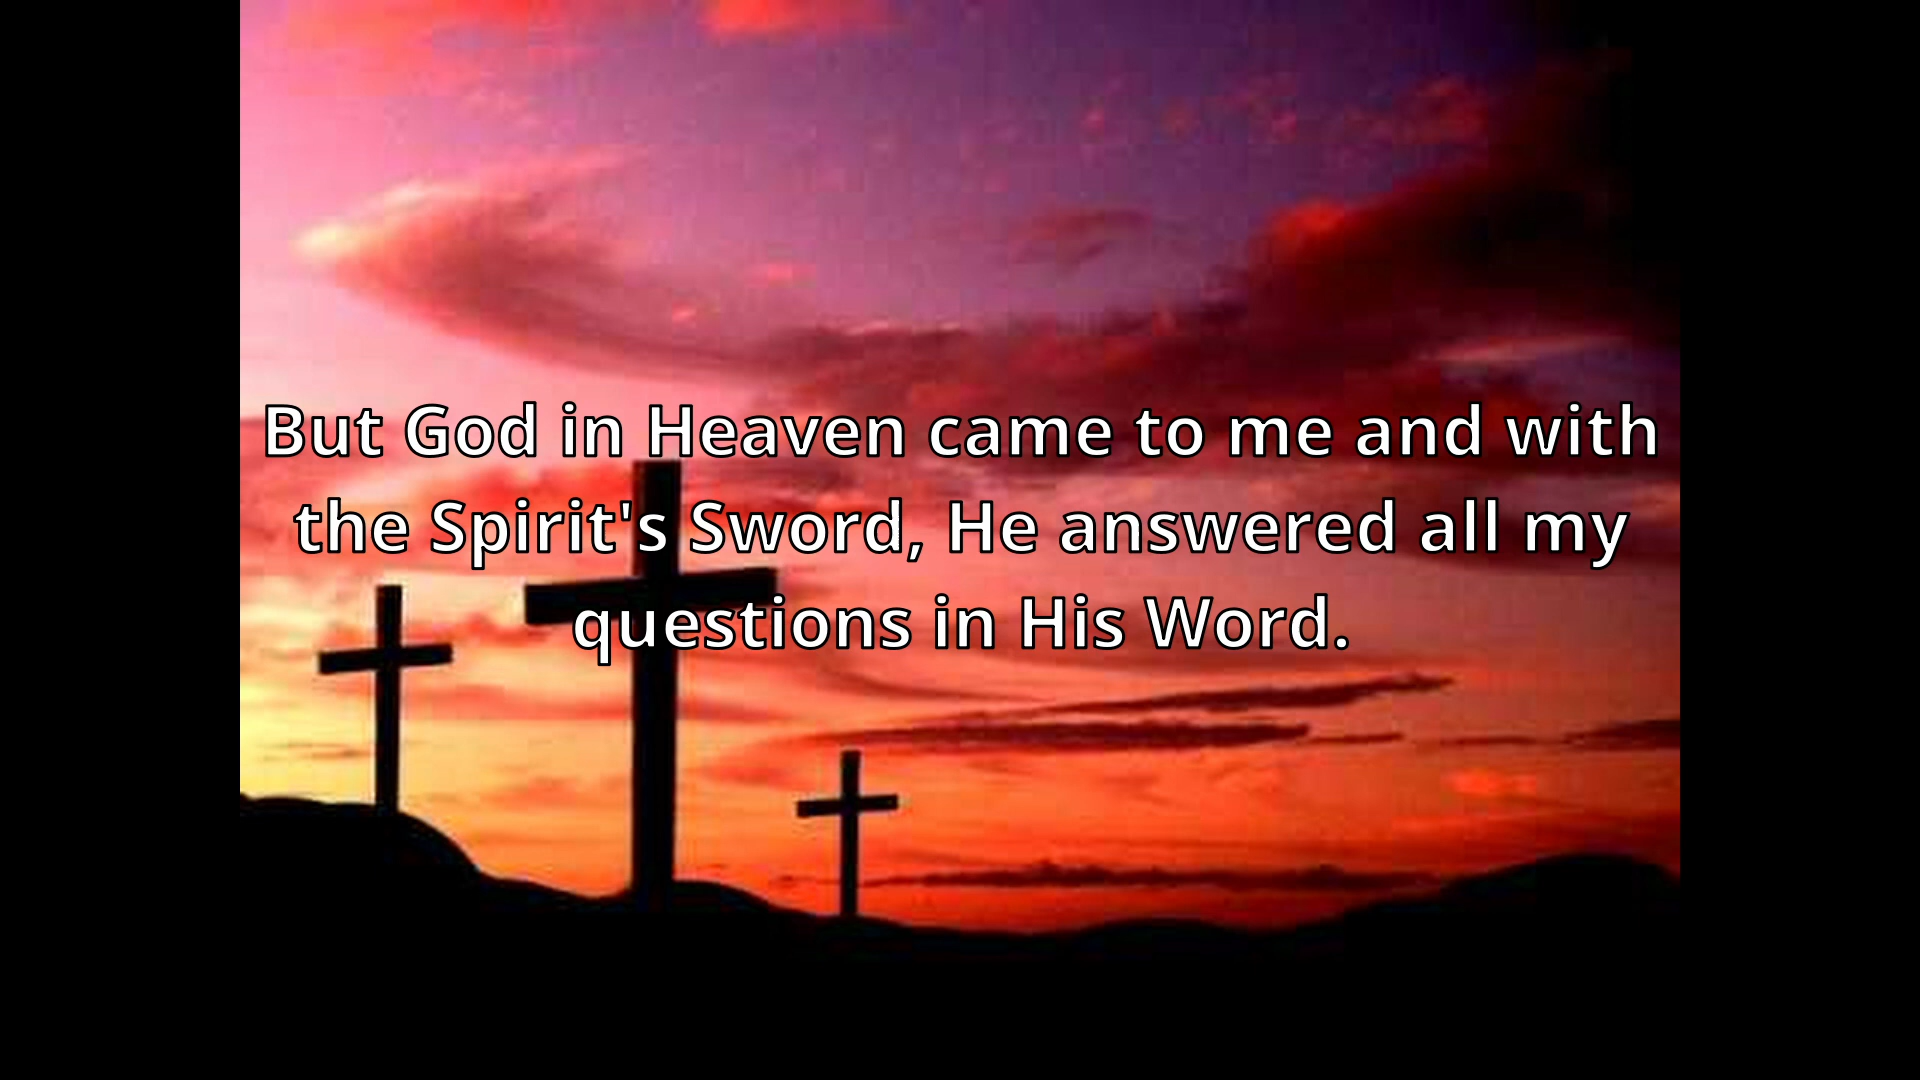 But God in Heaven came to me and with
the Spirit's Sword, He answered all my
questions in His Word.